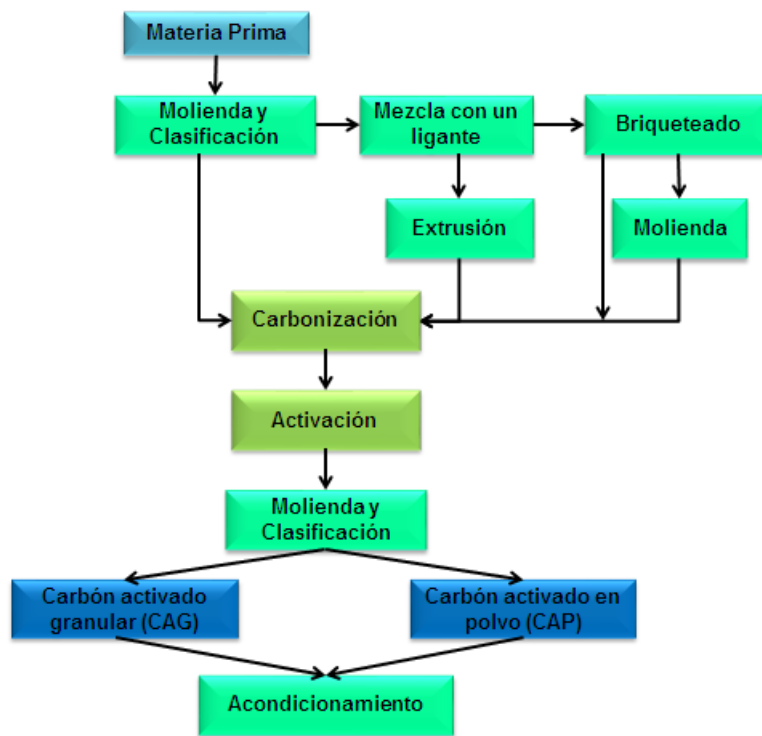 Materia Prima
Molienda y
Clasificación
Mezcla con un
ligante
Briqueteado
Extrusión
Molienda
Carbonización
Activación
Molienda y
Clasificación
Carbón activado
granular (CAG)
Carbón activado en
polvo (CAP)
Acondicionamiento